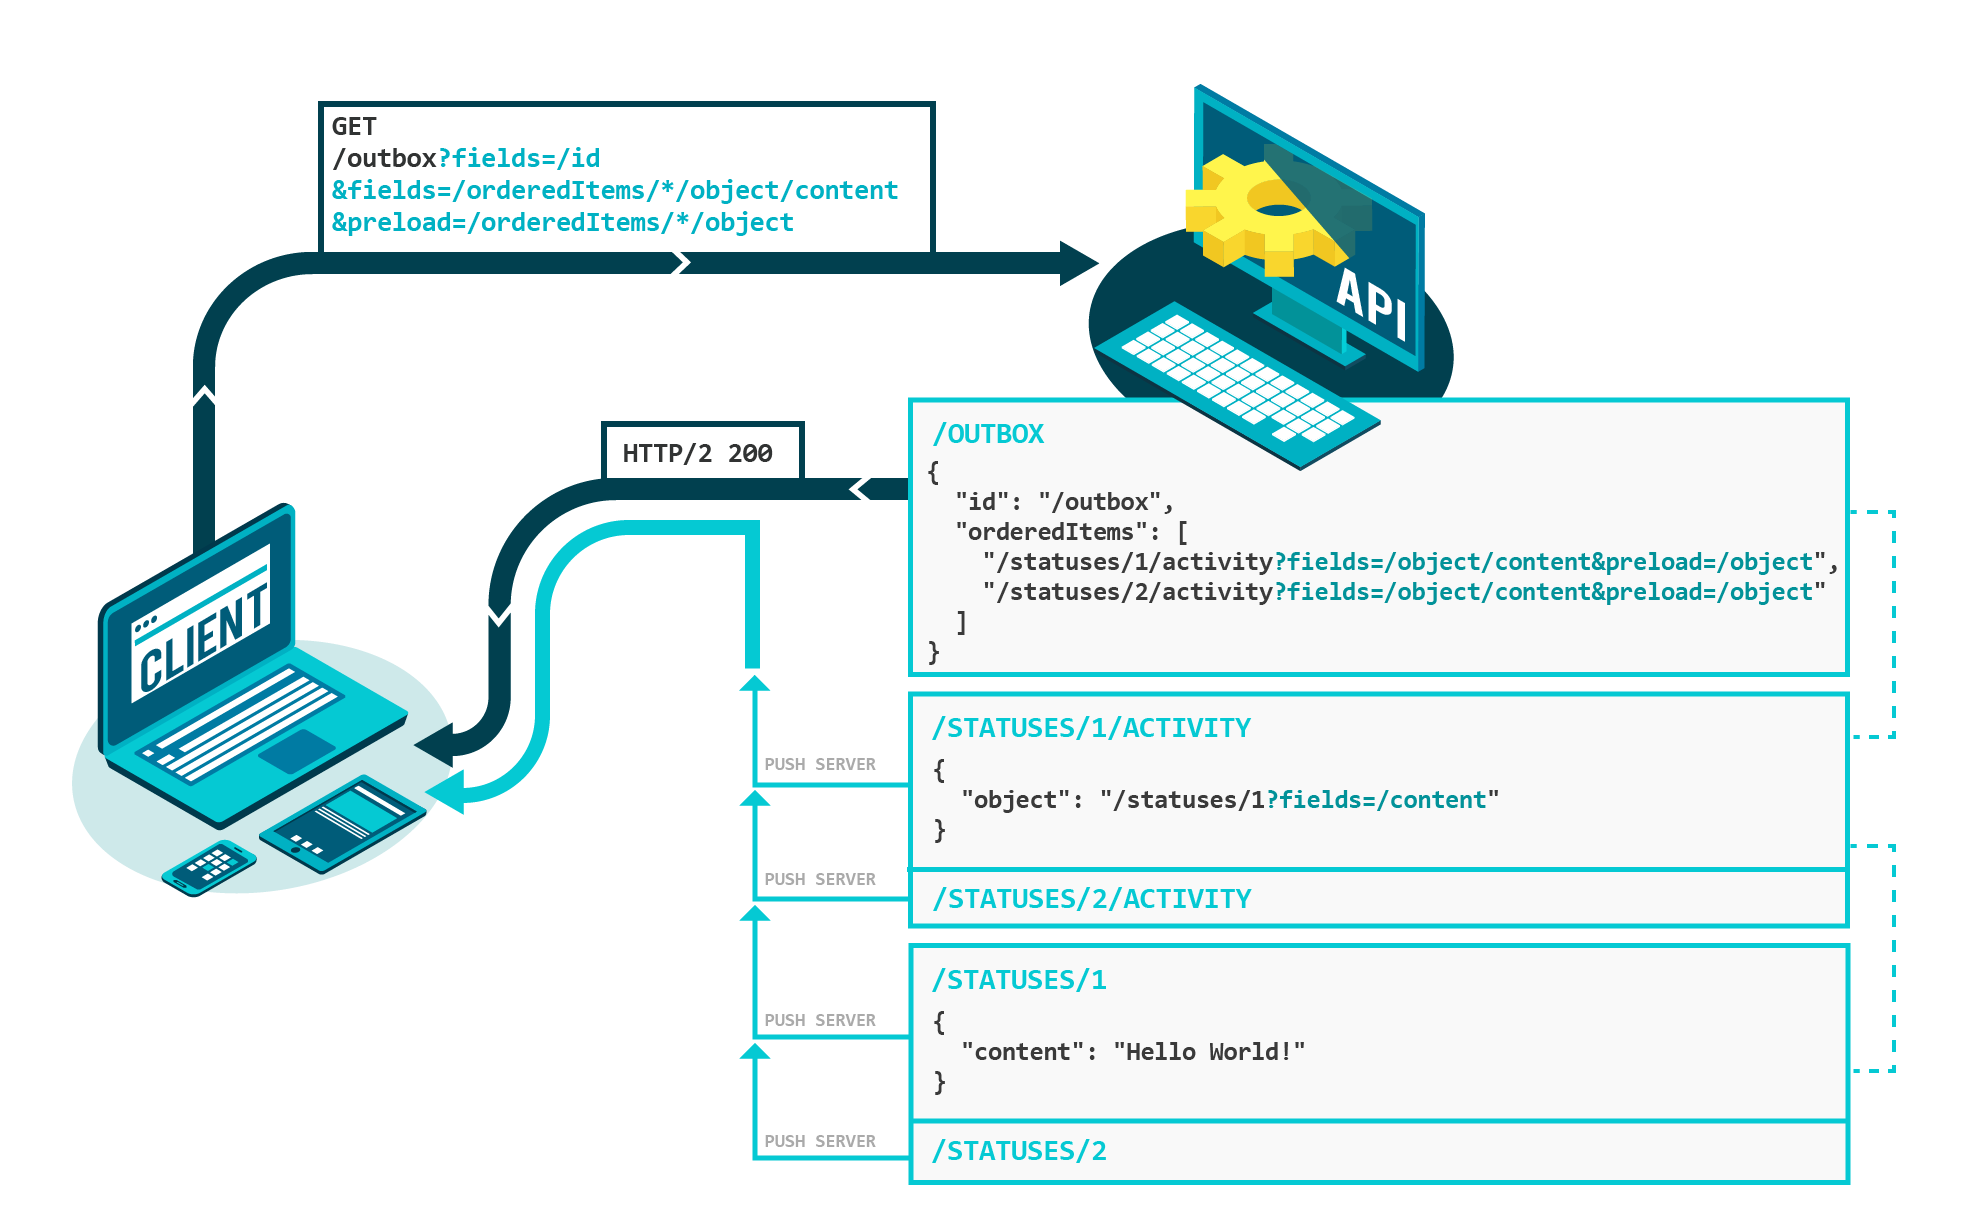 GET
/outbox?fields=/id
&fields=/orderedItems/*/object/content
&preload=/orderedItems/*/object
API
HTTP/2 200
CLIENT
/OUTBOX
{
"id": "/outbox",
"orderedItems": [
"/statuses/1/activity?fields=/object/content&preload=/object",
"/statuses/2/activity?fields=/object/content&preload=/object"
]
}
/STATUSES/1/ACTIVITY
{
"object": "/statuses/1?fields=/content"
}
PUSH SERVER
/STATUSES/2/ACTIVITY
PUSH SERVER
/STATUSES/1
{
"content": "Hello World!"
}
PUSH SERVER
/STATUSES/2
PUSH SERVER